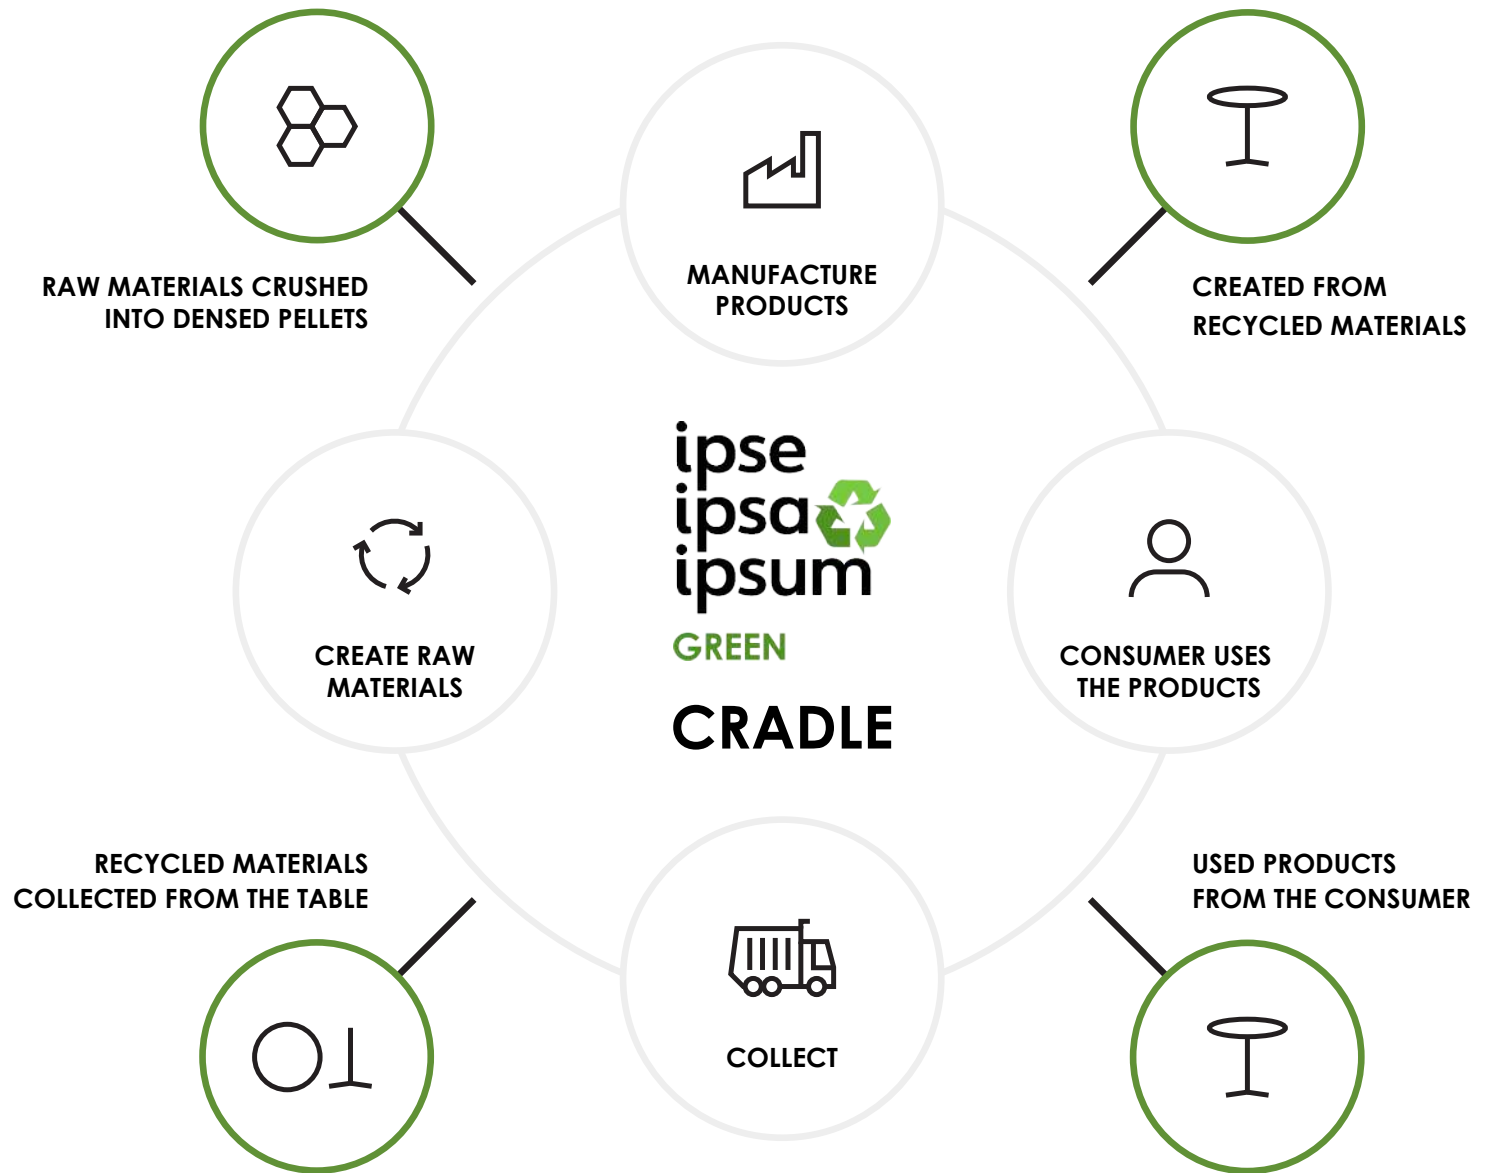 MANUFACTURE
PRODUCTS
RAW MATERIALS CRUSHED
INTO DENSED PELLETS
CREATED FROM
RECYCLED MATERIALS
ipse
ipsa
ipsum
GREEN
CRADLE
CREATE RAW
MATERIALS
CONSUMER USES
THE PRODUCTS
RECYCLED MATERIALS
COLLECTED FROM THE TABLE
USED PRODUCTS
FROM THE CONSUMER
COLLECT